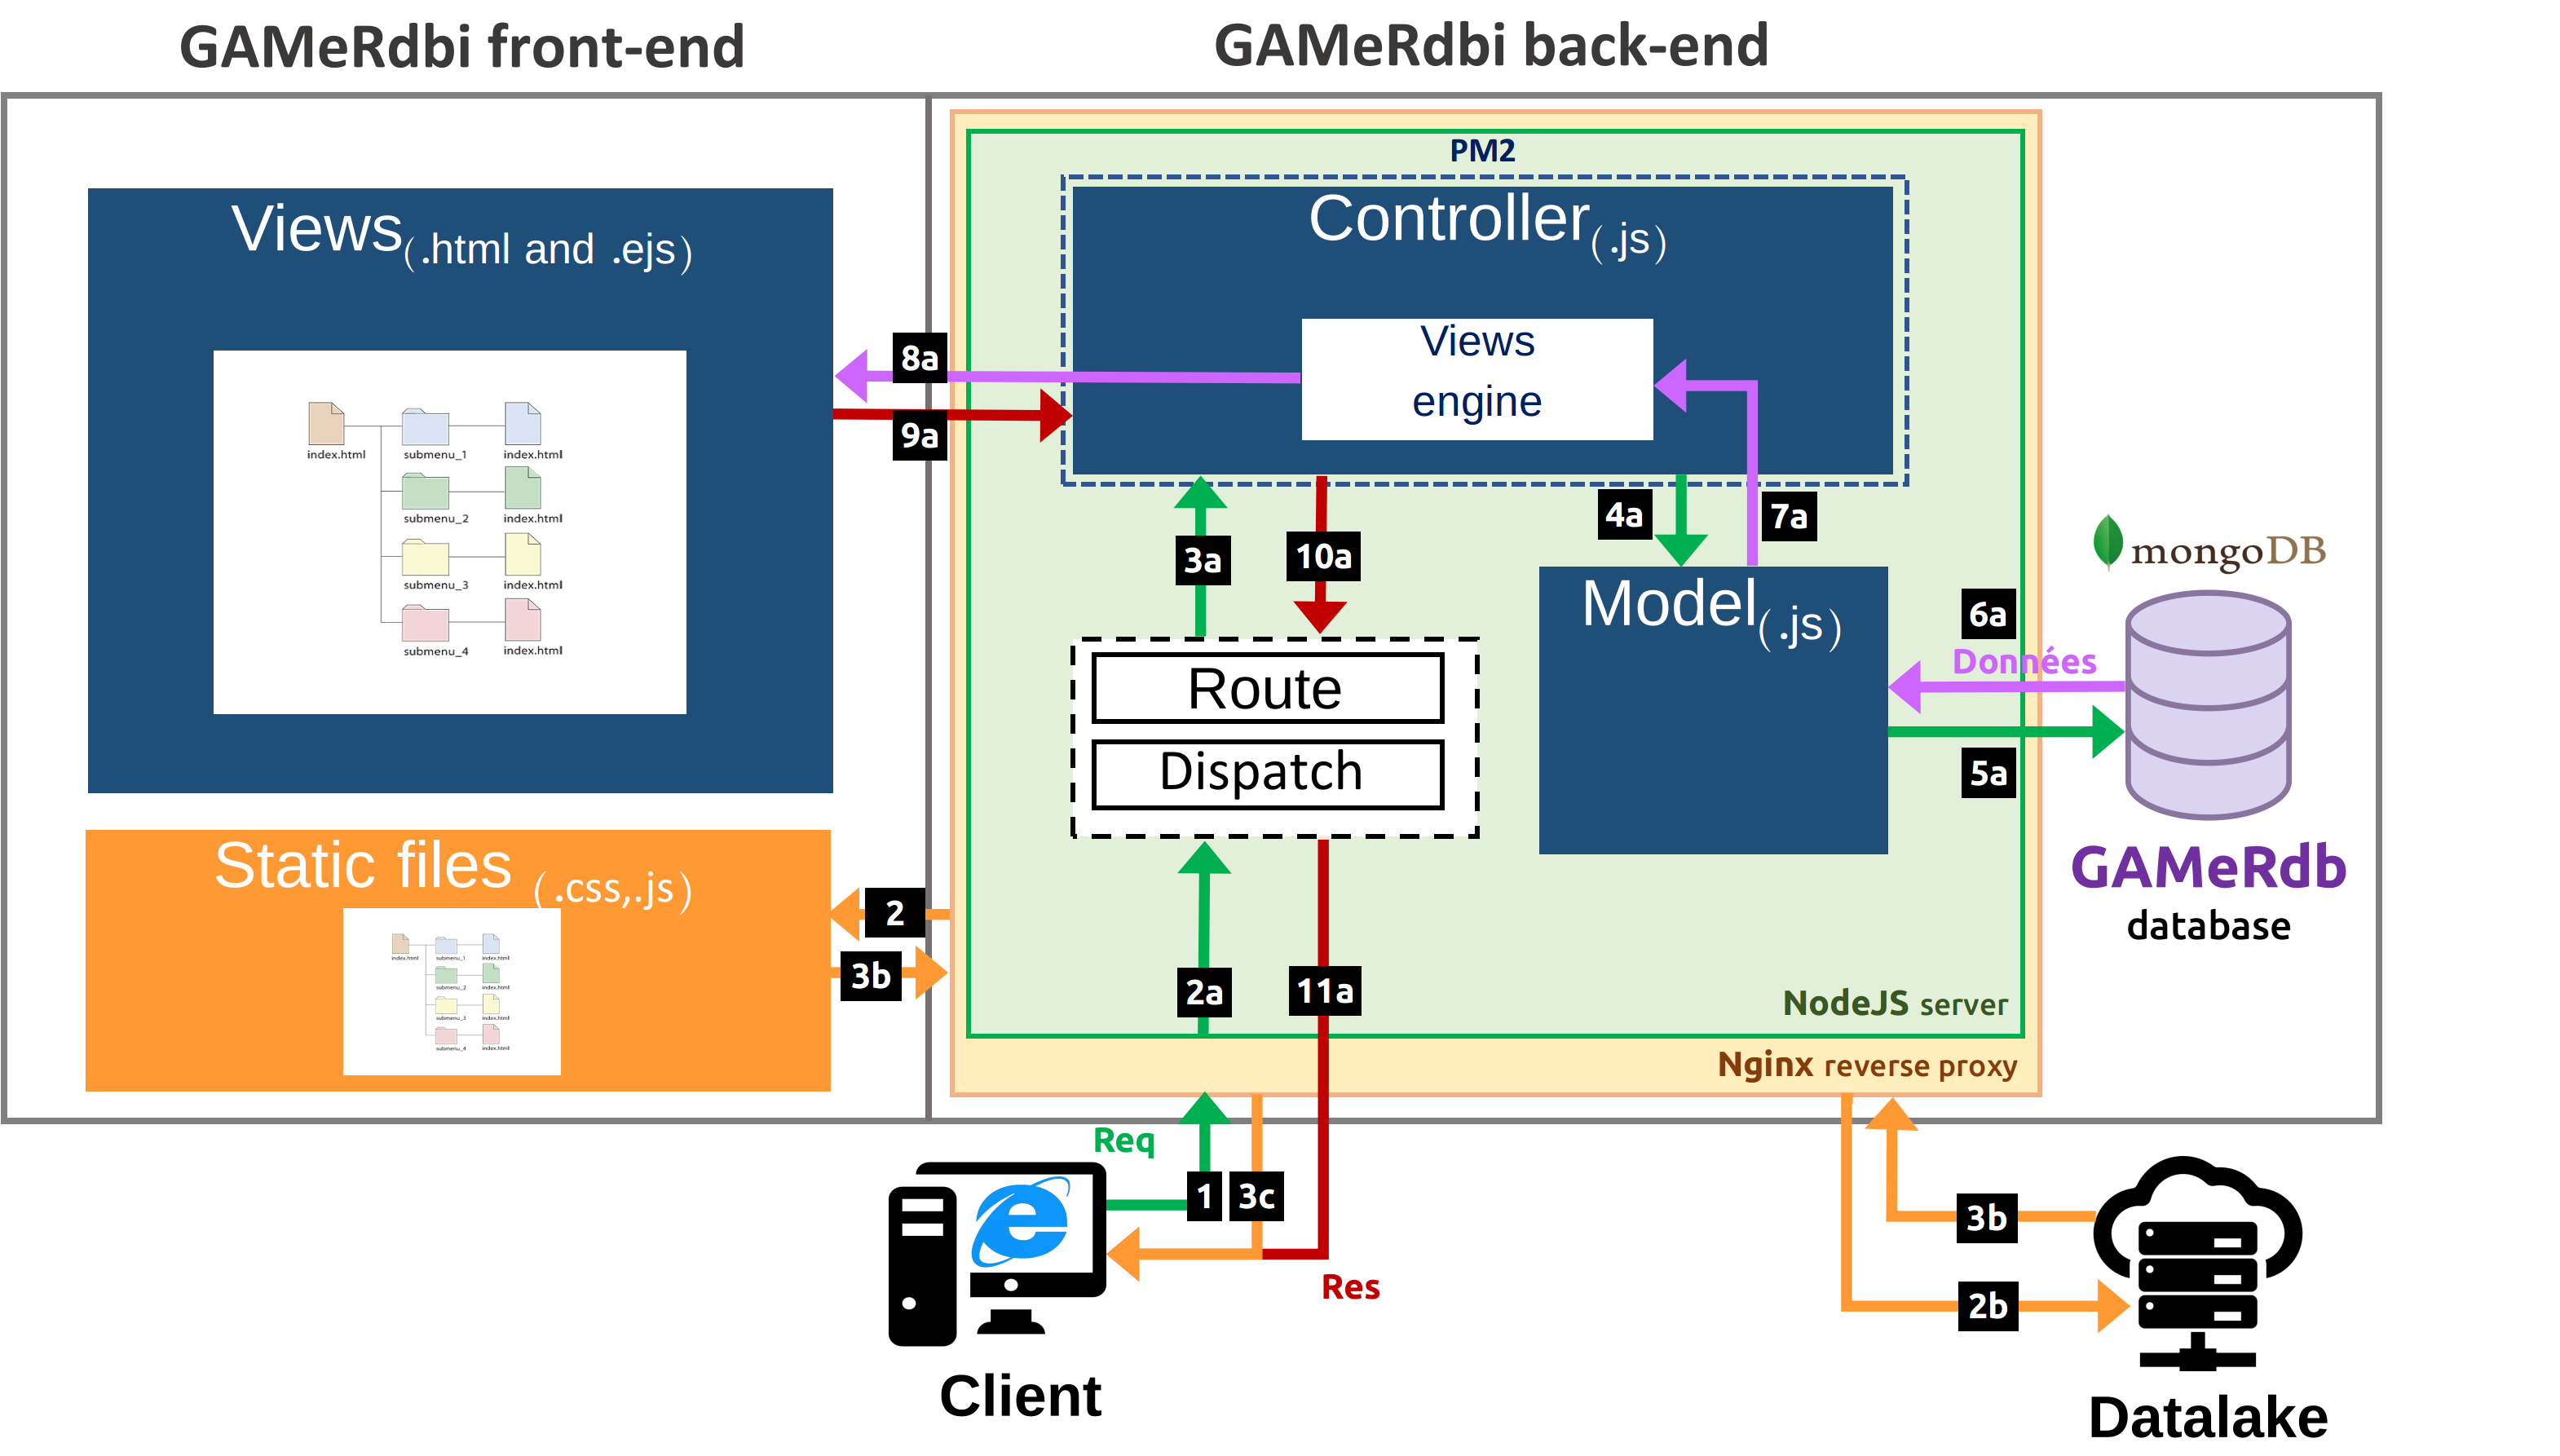 GAMeRdbi front-end
GAMeRdbi back-end
Views(.html and .ejs)
index.html
submenu_1
index.html
submenu_2
index.html
submenu_3
index.html
submenu_4
index.html
Static files (.css,.js)
index.html
submenu_1
index.html
submenu_2
index.html
submenu_3
index.html
submenu_4
index.html
8a
9a
2
3b
PM2
Controller(.js)
Views
engine
3a
10a
4a
7a
Model(.js)
Route
Dispatch
2a
11a
6a
Données
5a
mongoDB
GAMeRdb
database
NodeJS server
Nginx reverse proxy
Req
1
3c
Res
Client
3b
2b
Datalake